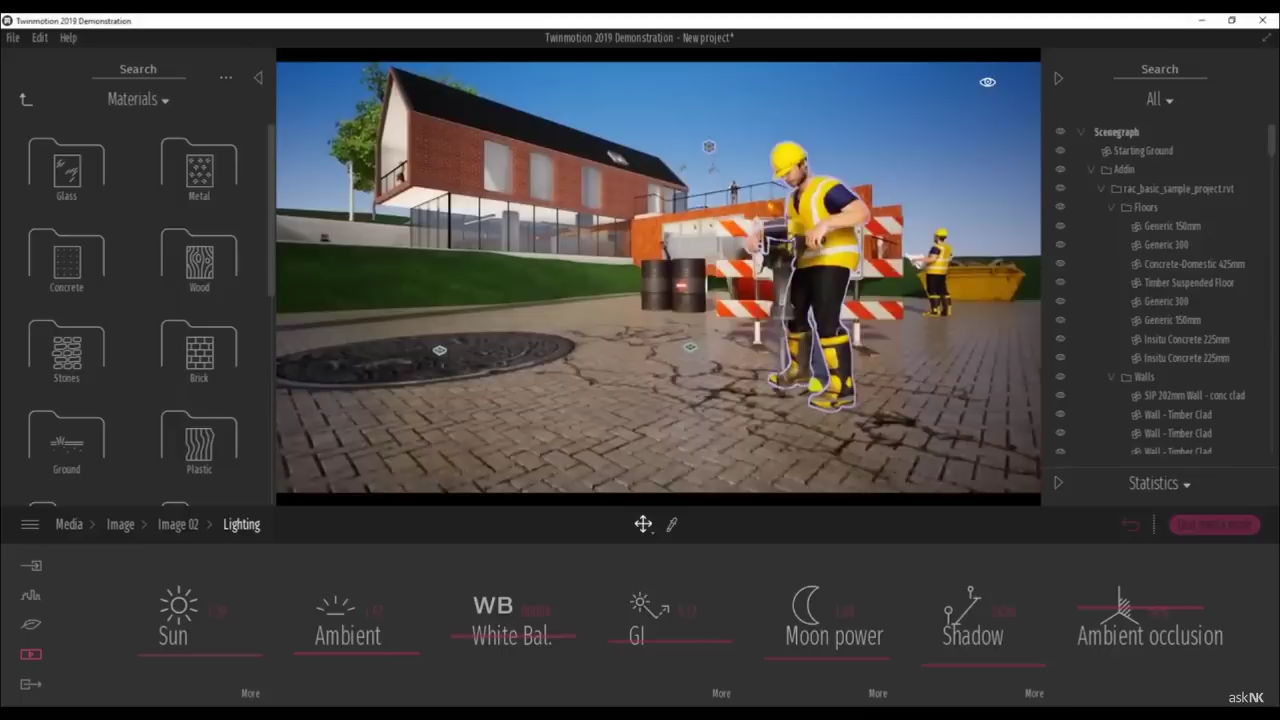 Twinmotion 2019 Demonstration
File Edit Help
Twinmotion 2019 Demonstration - New project*
Search
...
Materials
Glass
Metal
Concrete
Wood
Stones
Brick
Ground
Plastic
Search
All
Scenegraph
Starting Ground
Addin
rac_basic_sample_project.rvt
Floors
Generic 150mm
Generic 300
Concrete-Domestic 425mm
Timber Suspended Floor
Generic 300
Generic 150mm
Insitu Concrete 225mm
Insitu Concrete 225mm
Walls
SIP 202mm Wall - conc clad
Wall - Timber Clad
Wall - Timber Clad
Wall - Timber Clad
Statistics
Media > Image > Image 02 > Lighting
WB
Sun
Ambient
White Bal.
GI
Moon power
Shadow
Ambient occlusion
More
More
More
More
askNK